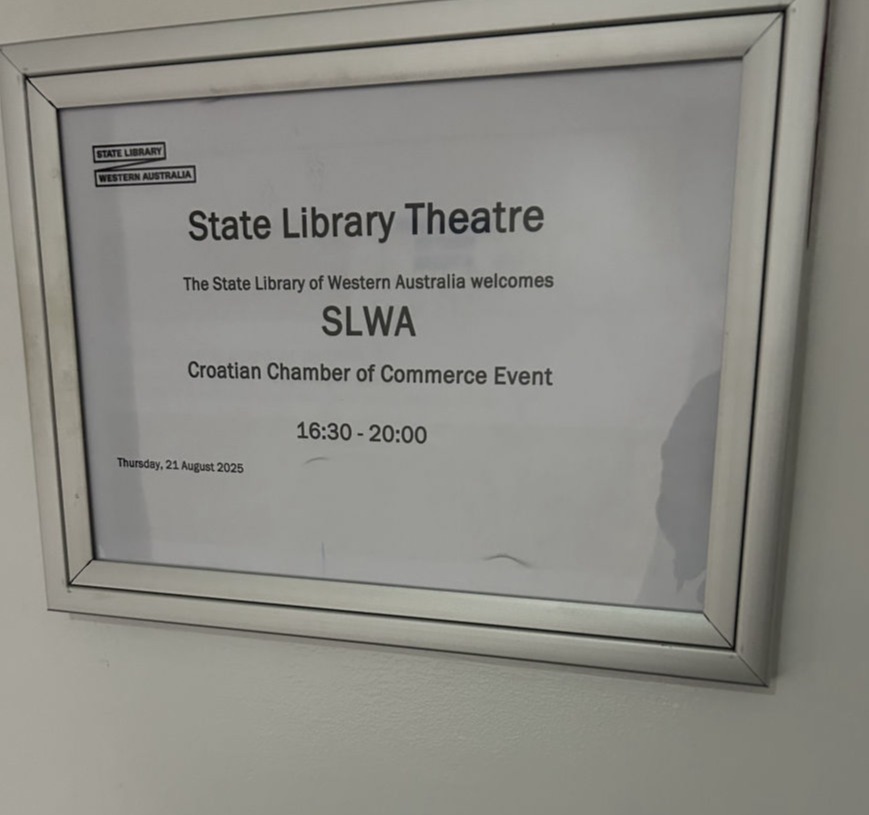 STATE LIBRARY
WESTERN AUSTRALIA
State Library Theatre
The State Library of Western Australia welcomes
SLWA
Croatian Chamber of Commerce Event
16:30 - 20:00
Thursday, 21 August 2025